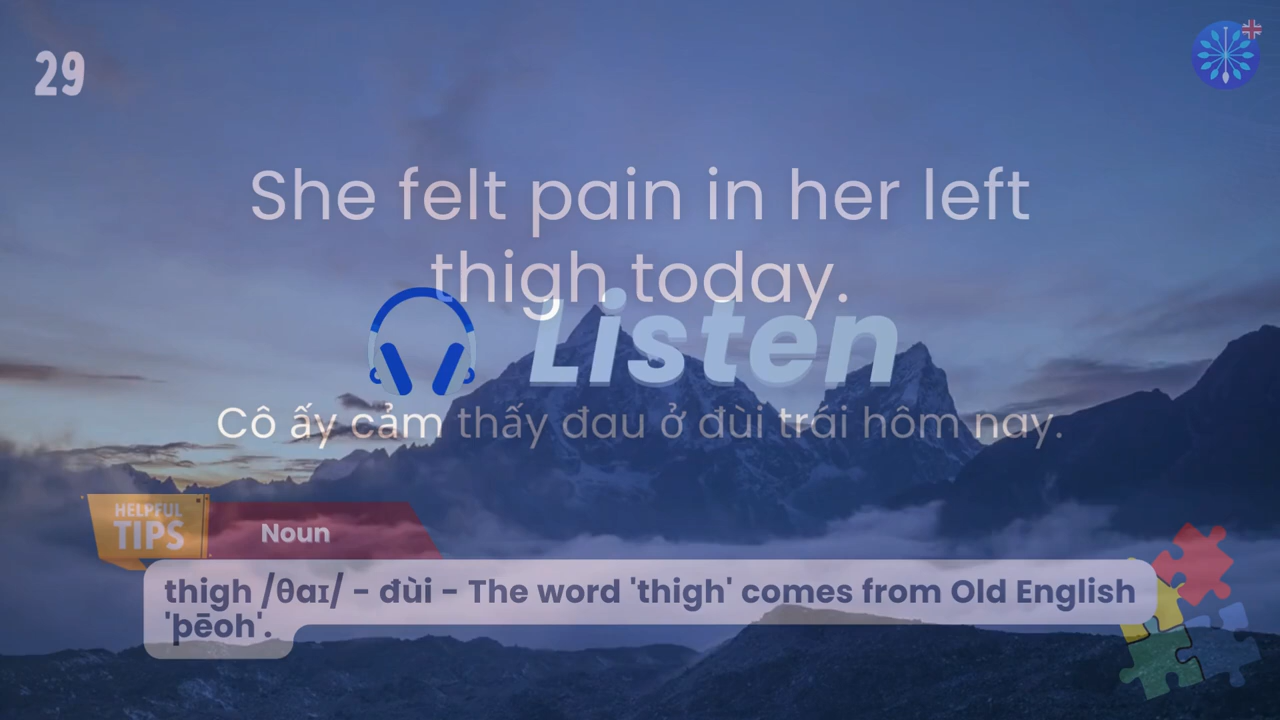 29
She felt pain in her left
thigh today.
Listen
Cô ấy cảm thấy đau ở đùi trái hôm nay.
HELPFUL
TIPS
Noun
thigh /θaɪ/ - đùi - The word 'thigh' comes from Old English
'þēoh'.